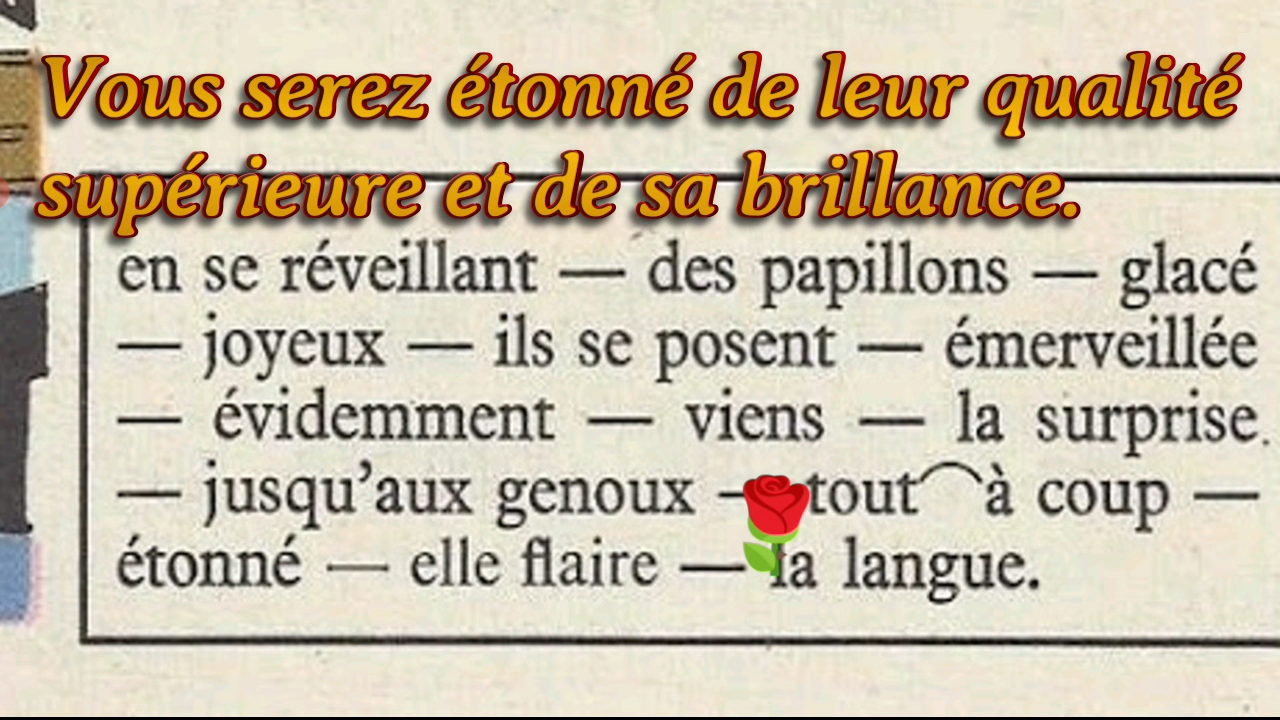 Vous serez étonné de leur qualité
supérieure et de sa brillance.
en se réveillant — des papillons — glacé
— joyeux — ils se posent — émerveillée
— évidemment — viens — la surprise.
— jusqu’aux genoux — tout‿à coup —
étonné — elle flaire — la langue.